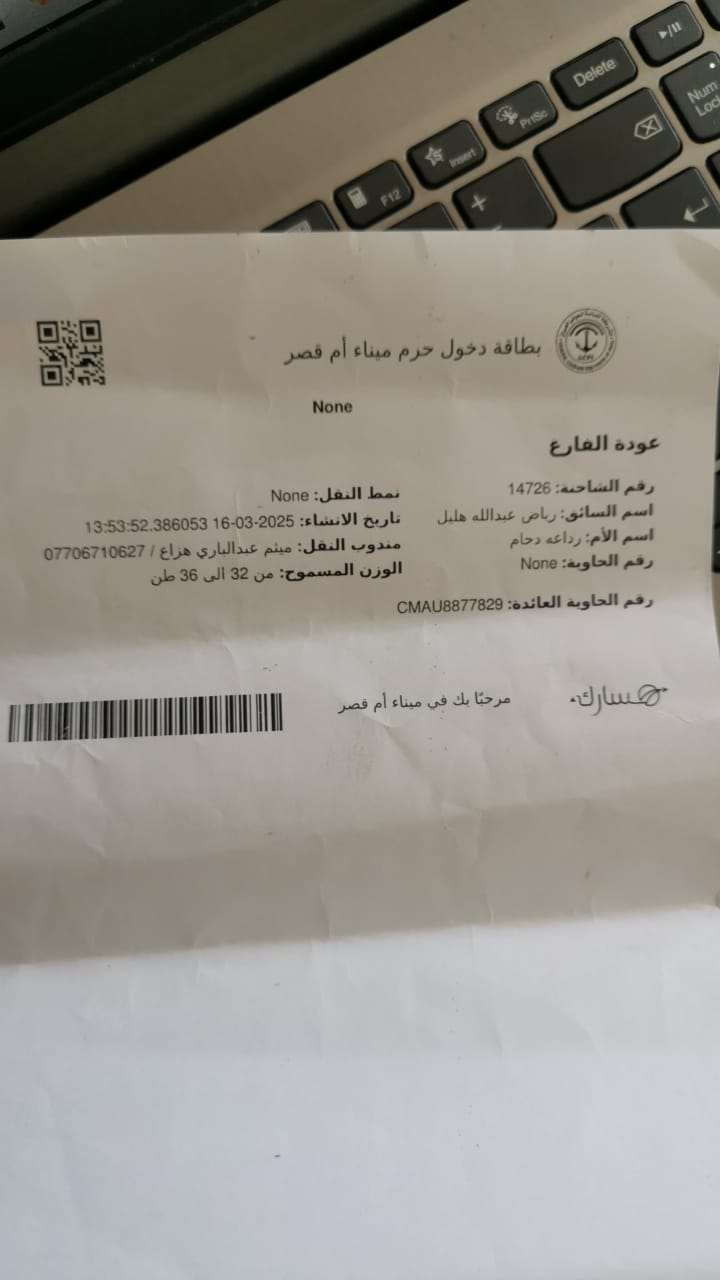 Delete
PrtSc
Insert
F12
Num
Lock
بطاقة دخول حرم ميناء أم قصر
None
عودة الفارغ
رقم الشاحنة: 14726
نمط النقل: None
اسم السائق: رياض عبدالله هليل
تاريخ الانشاء: 2025-03-16 13:53:52.386053
اسم الأم: رداعه دحام
مندوب النقل: ميثم عبدالباري هزاع / 07706710627
رقم الحاوية: None
الوزن المسموح: من 32 الى 36 طن
رقم الحاوية العائدة: CMAU8877829
مسارك
مرحبًا بك في ميناء أم قصر